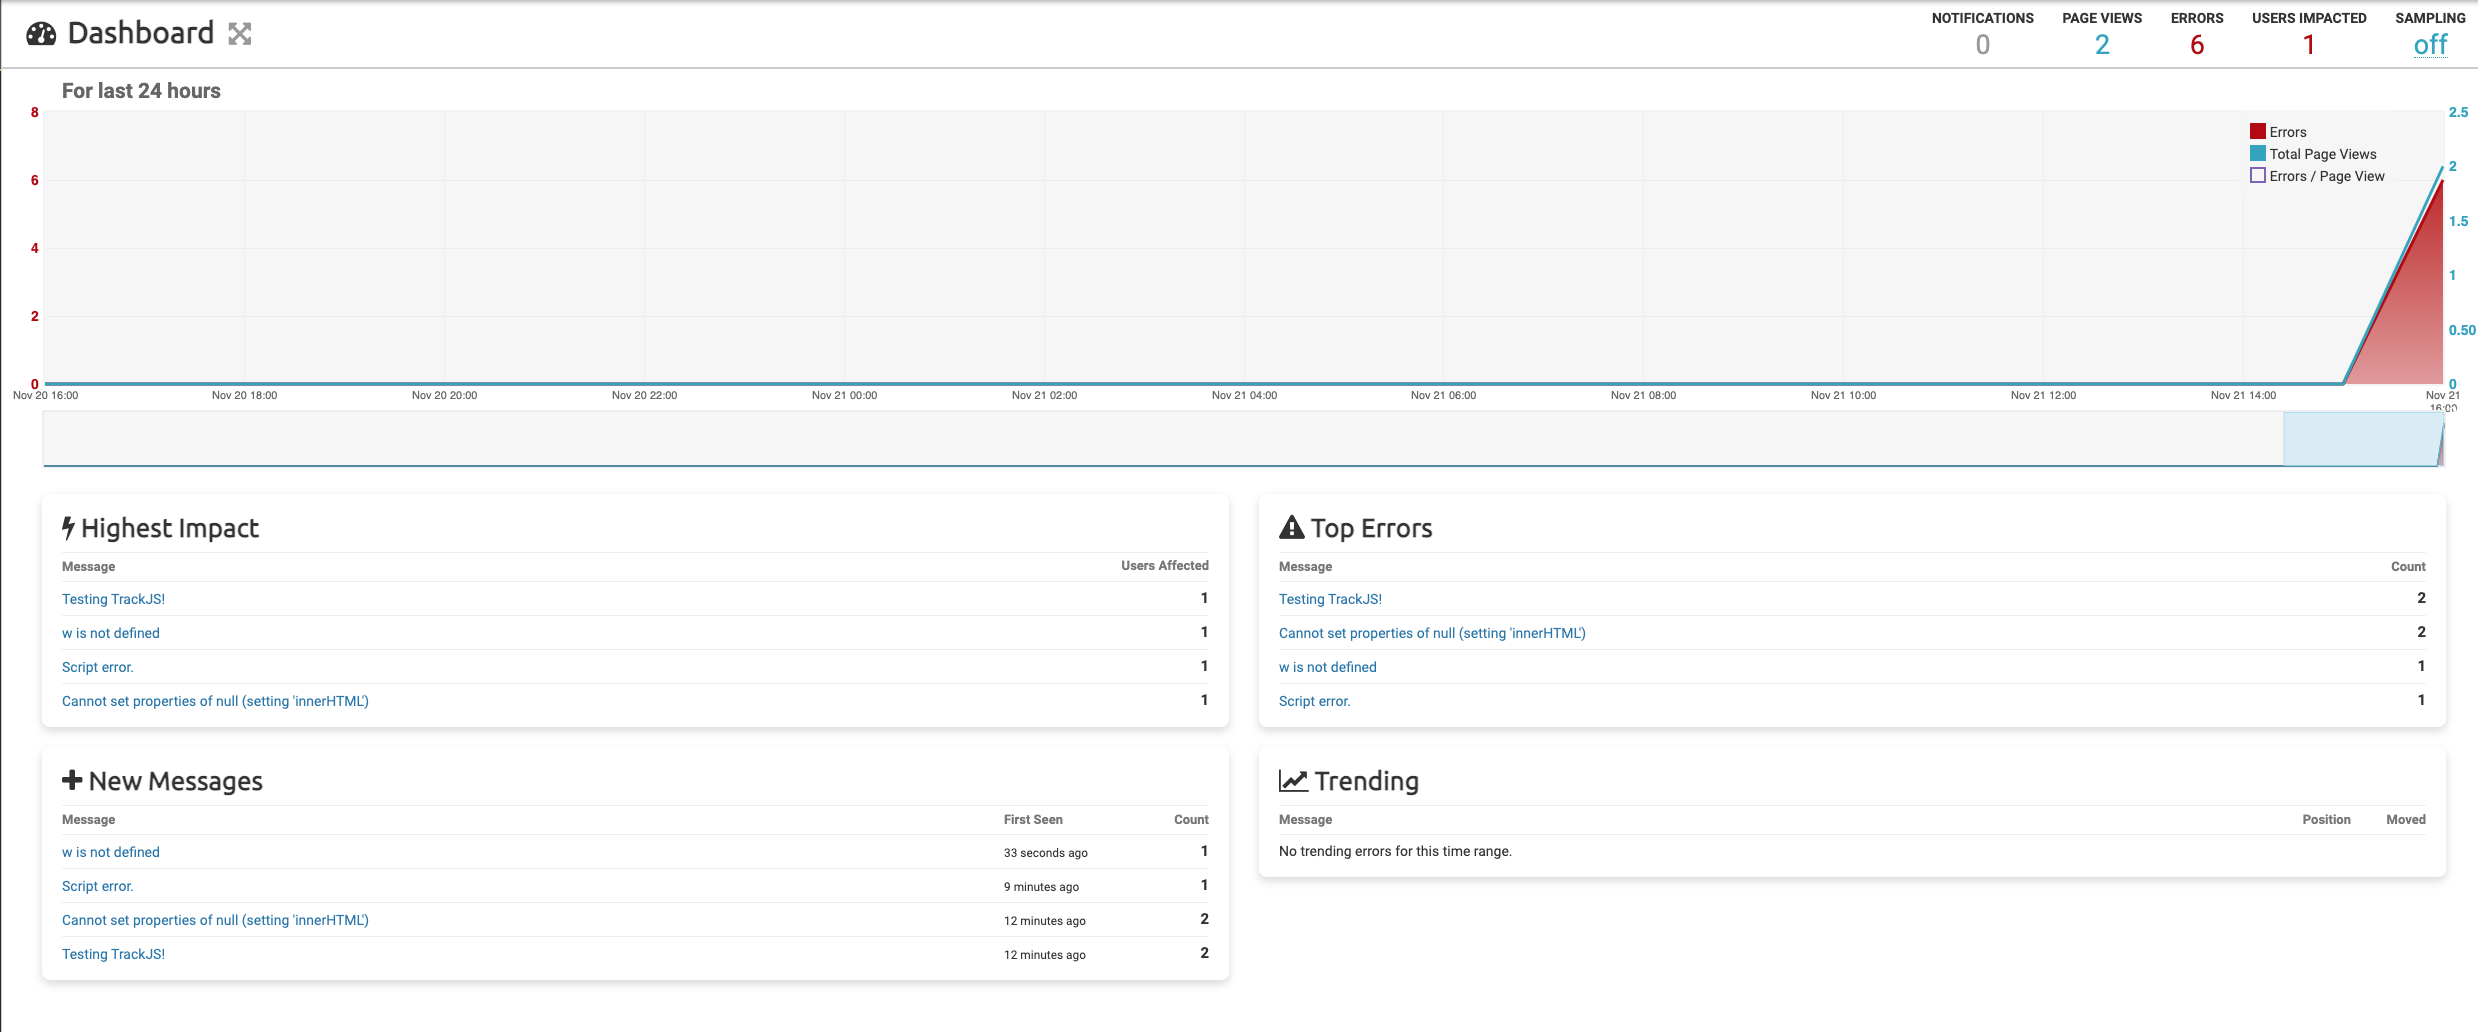 Dashboard
NOTIFICATIONS PAGE VIEWS ERRORS USERS IMPACTED SAMPLING
0 2 6 1 off
For last 24 hours
8 2.5
Errors
Total Page Views
2
6 Errors / Page View
1.5
4
1
2
0.50
0 0
Nov 20 16:00 Nov 20 18:00 Nov 20 20:00 Nov 20 22:00 Nov 21 00:00 Nov 21 02:00 Nov 21 04:00 Nov 21 06:00 Nov 21 08:00 Nov 21 10:00 Nov 21 12:00 Nov 21 14:00 Nov 21
16:00
Highest Impact
Message Users Affected
Testing TrackJS! 1
w is not defined 1
Script error. 1
Cannot set properties of null (setting 'innerHTML') 1
Top Errors
Message Count
Testing TrackJS! 2
Cannot set properties of null (setting 'innerHTML') 2
w is not defined 1
Script error. 1
New Messages
Message First Seen Count
w is not defined 33 seconds ago 1
Script error. 9 minutes ago 1
Cannot set properties of null (setting 'innerHTML') 12 minutes ago 2
Testing TrackJS! 12 minutes ago 2
Trending
Message Position Moved
No trending errors for this time range.